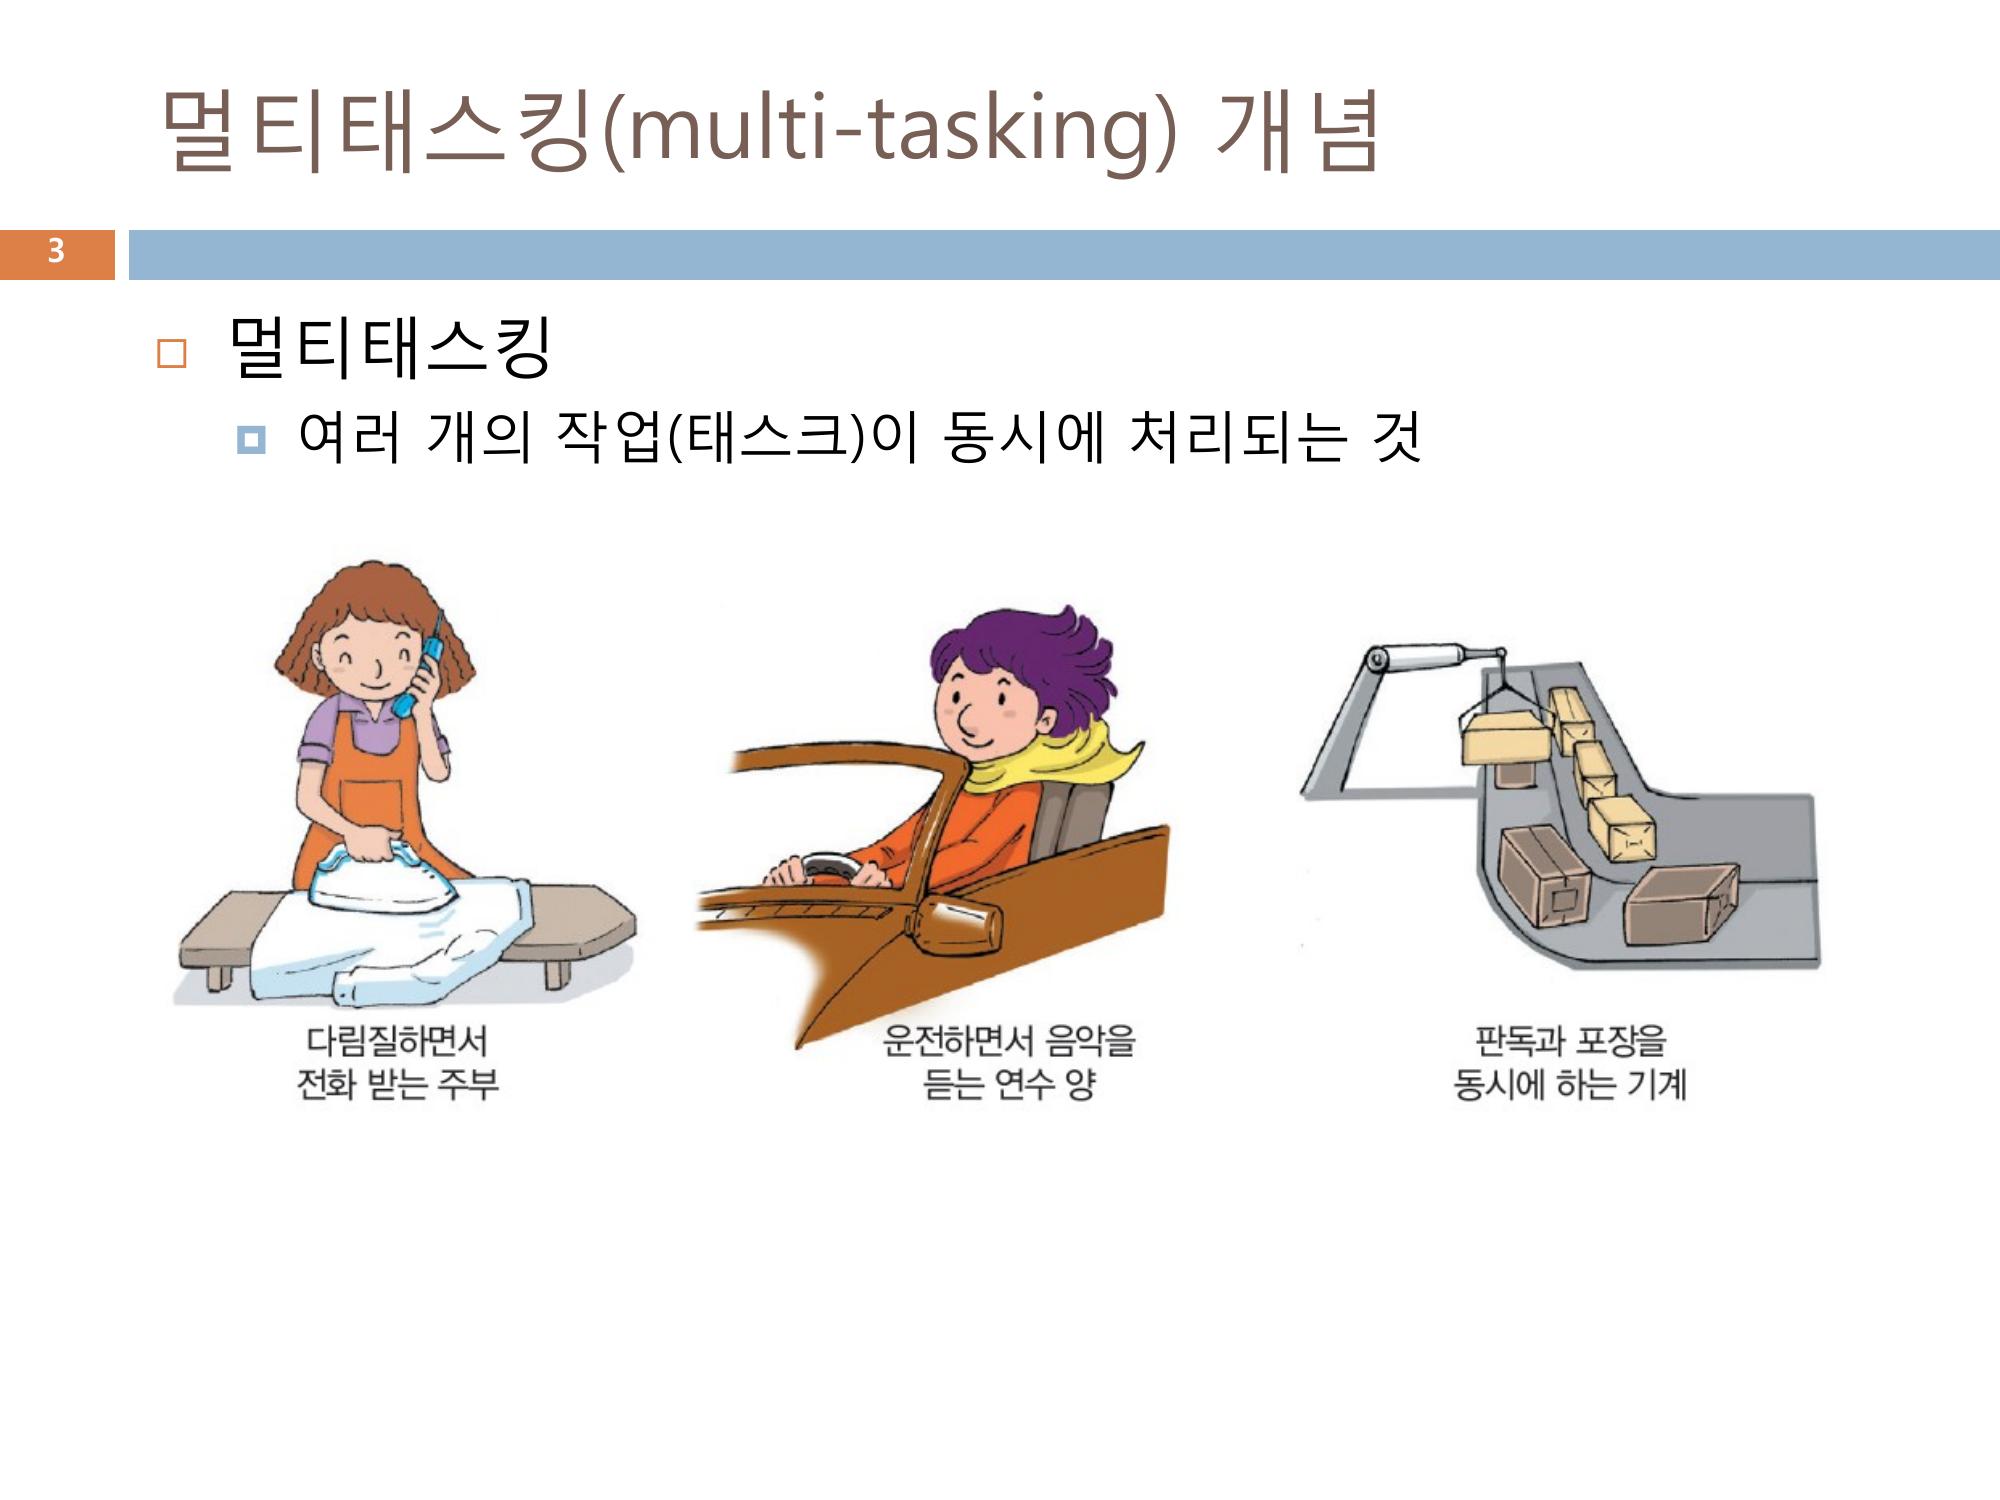 멀티태스킹(multi-tasking) 개념
3
멀티태스킹
여러 개의 작업(태스크)이 동시에 처리되는 것
다림질하면서
전화 받는 주부
운전하면서 음악을
듣는 연수 양
판독과 포장을
동시에 하는 기계